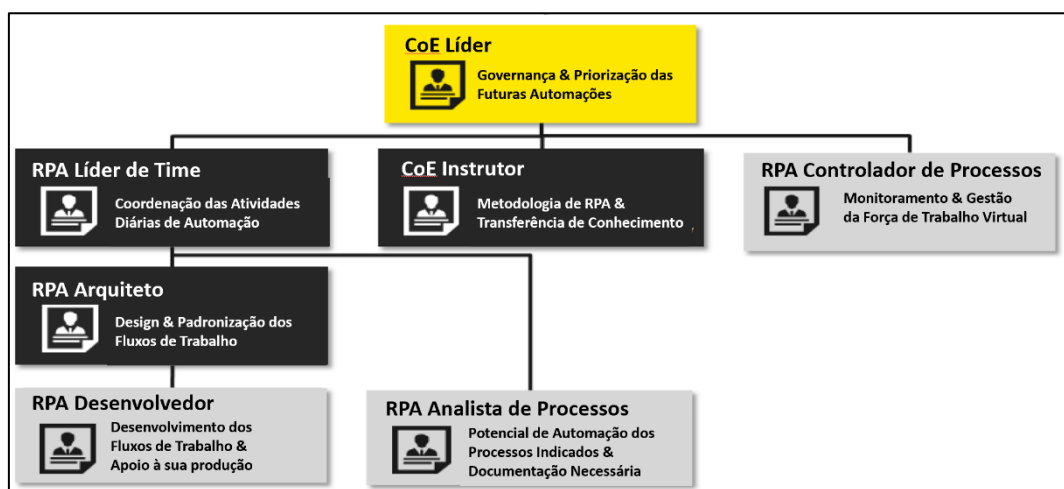 CoE Líder
Governança & Priorização das
Futuras Automações
RPA Líder de Time
Coordenação das Atividades
Diárias de Automação
CoE Instrutor
Metodologia de RPA &
Transferência de Conhecimento ,
RPA Controlador de Processos
Monitoramento & Gestão
da Força de Trabalho Virtual
RPA Arquiteto
Design & Padronização dos
Fluxos de Trabalho
RPA Desenvolvedor
Desenvolvimento dos
Fluxos de Trabalho &
Apoio à sua produção
RPA Analista de Processos
Potencial de Automação dos
Processos Indicados &
Documentação Necessária